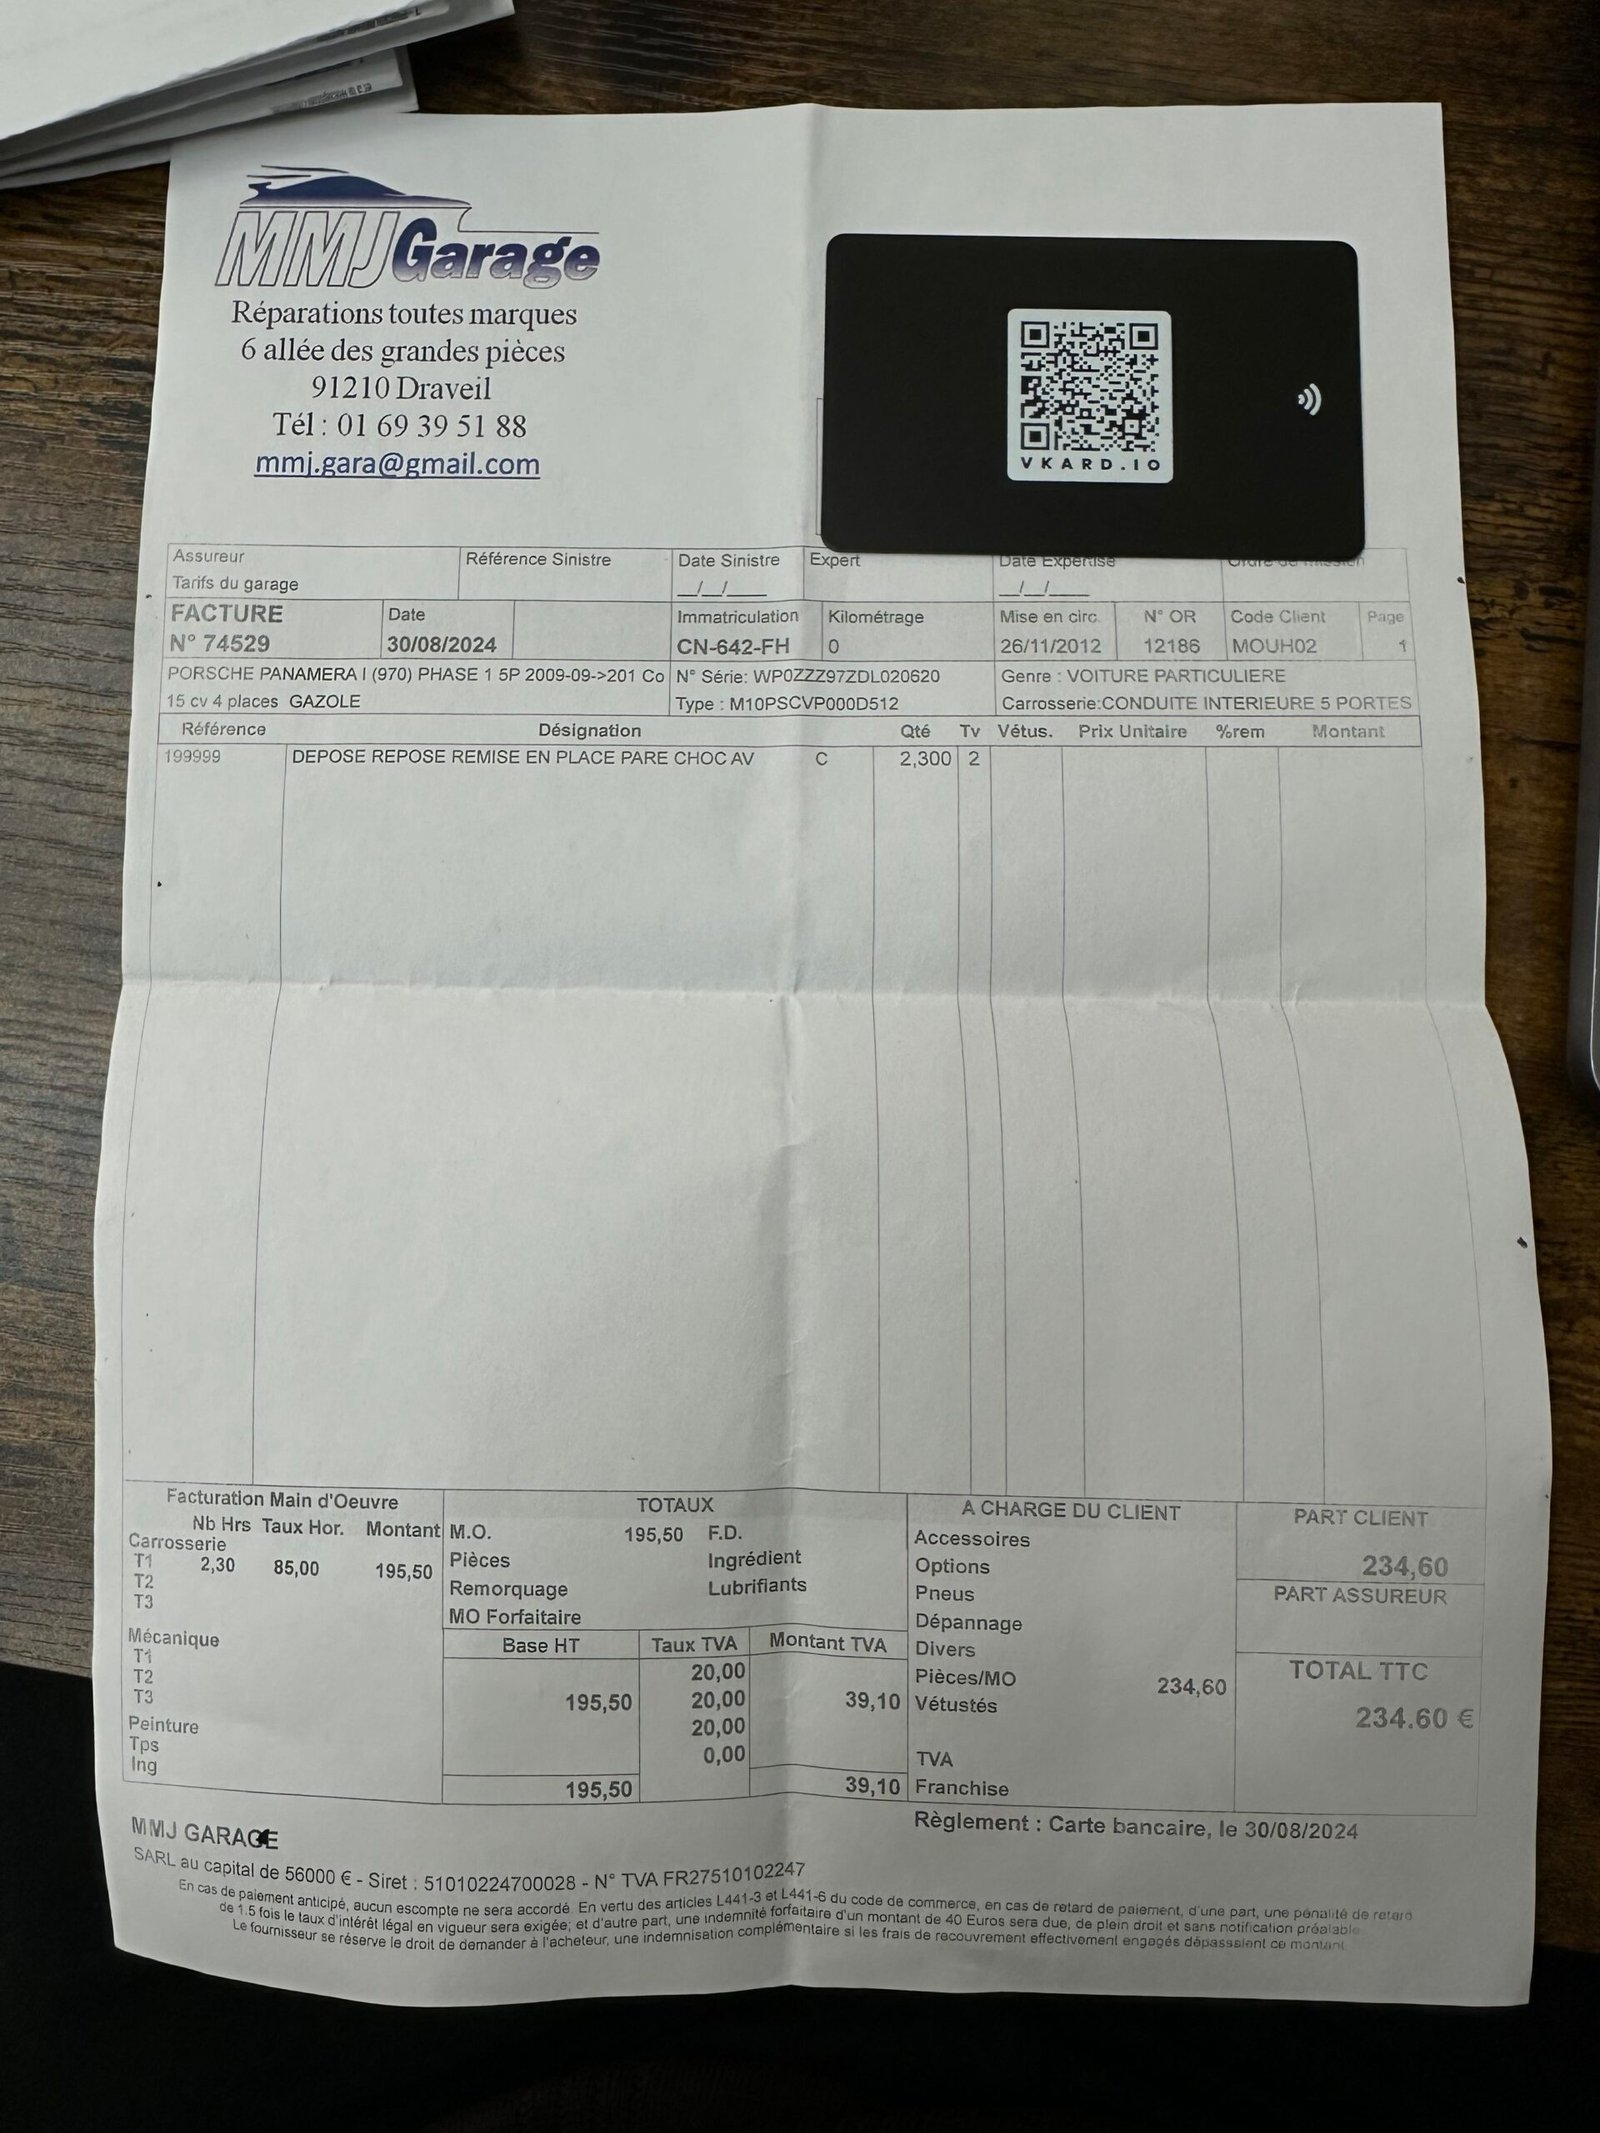 MMJ Garage
Réparations toutes marques
6 allée des grandes pièces
91210 Draveil
Tél : 01 69 39 51 88
mmj.gara@gmail.com
VKARD.IO
Assureur Référence Sinistre Date Sinistre Expert Date Expertise
Tarifs du garage __/__/____ __/__/____
FACTURE Date Immatriculation Kilométrage Mise en circ. N° OR Code Client Page
N° 74529 30/08/2024 CN-642-FH 0 26/11/2012 12186 MOUH02 1
PORSCHE PANAMERA I (970) PHASE 1 5P 2009-09->201 Co N° Série: WP0ZZZ97ZDL020620 Genre : VOITURE PARTICULIERE
15 cv 4 places GAZOLE Type : M10PSCVP000D512 Carrosserie:CONDUITE INTERIEURE 5 PORTES
Référence Désignation Qté Tv Vétus. Prix Unitaire %rem Montant
199999 DEPOSE REPOSE REMISE EN PLACE PARE CHOC AV C 2,300 2
Facturation Main d'Oeuvre
Nb Hrs Taux Hor. Montant
Carrosserie
T1 2,30 85,00 195,50
T2
T3
Mécanique
T1
T2
T3
Peinture
Tps
Ing
TOTAUX
M.O. 195,50 F.D.
Pièces Ingrédient
Remorquage Lubrifiants
MO Forfaitaire
Base HT Taux TVA Montant TVA
20,00
195,50 20,00 39,10
20,00
0,00
195,50 39,10
A CHARGE DU CLIENT
Accessoires
Options
Pneus
Dépannage
Divers
Pièces/MO 234,60
Vétustés
TVA
Franchise
PART CLIENT
234,60
PART ASSUREUR
TOTAL TTC
234.60 €
Règlement : Carte bancaire, le 30/08/2024
MMJ GARAGE
SARL au capital de 56000 € - Siret : 51010224700028 - N° TVA FR27510102247
En cas de paiement anticipé, aucun escompte ne sera accordé. En vertu des articles L441-3 et L441-6 du code de commerce, en cas de retard de paiement, d'une part, une pénalité de retard
de 1.5 fois le taux d'intérêt légal en vigueur sera exigée; et d'autre part, une indemnité forfaitaire d'un montant de 40 Euros sera due, de plein droit et sans notification préalable
Le fournisseur se réserve le droit de demander à l'acheteur, une indemnisation complémentaire si les frais de recouvrement effectivement engagés dépassaient ce montant